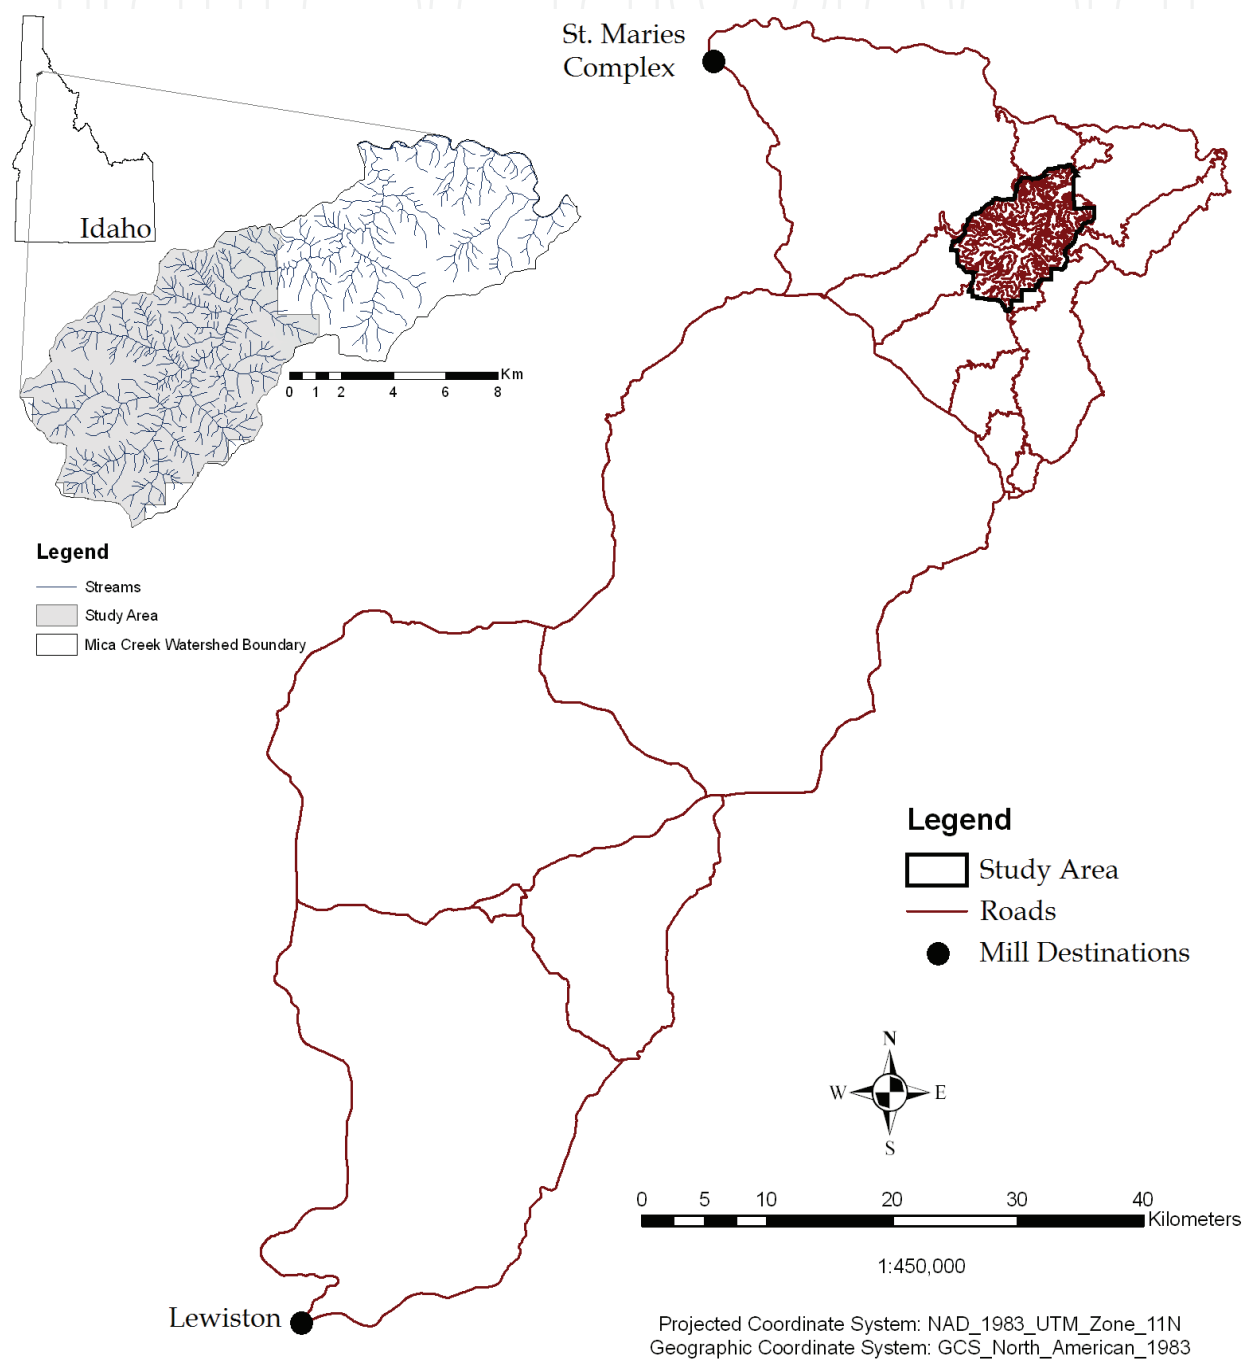 St. Maries
Complex
Idaho
Km
0 1 2 4 6 8
Legend
Streams
Study Area
Mica Creek Watershed Boundary
Legend
Study Area
Roads
Mill Destinations
N
W E
S
0 5 10 20 30 40
Kilometers
1:450,000
Lewiston
Projected Coordinate System: NAD_1983_UTM_Zone_11N
Geographic Coordinate System: GCS_North_American_1983